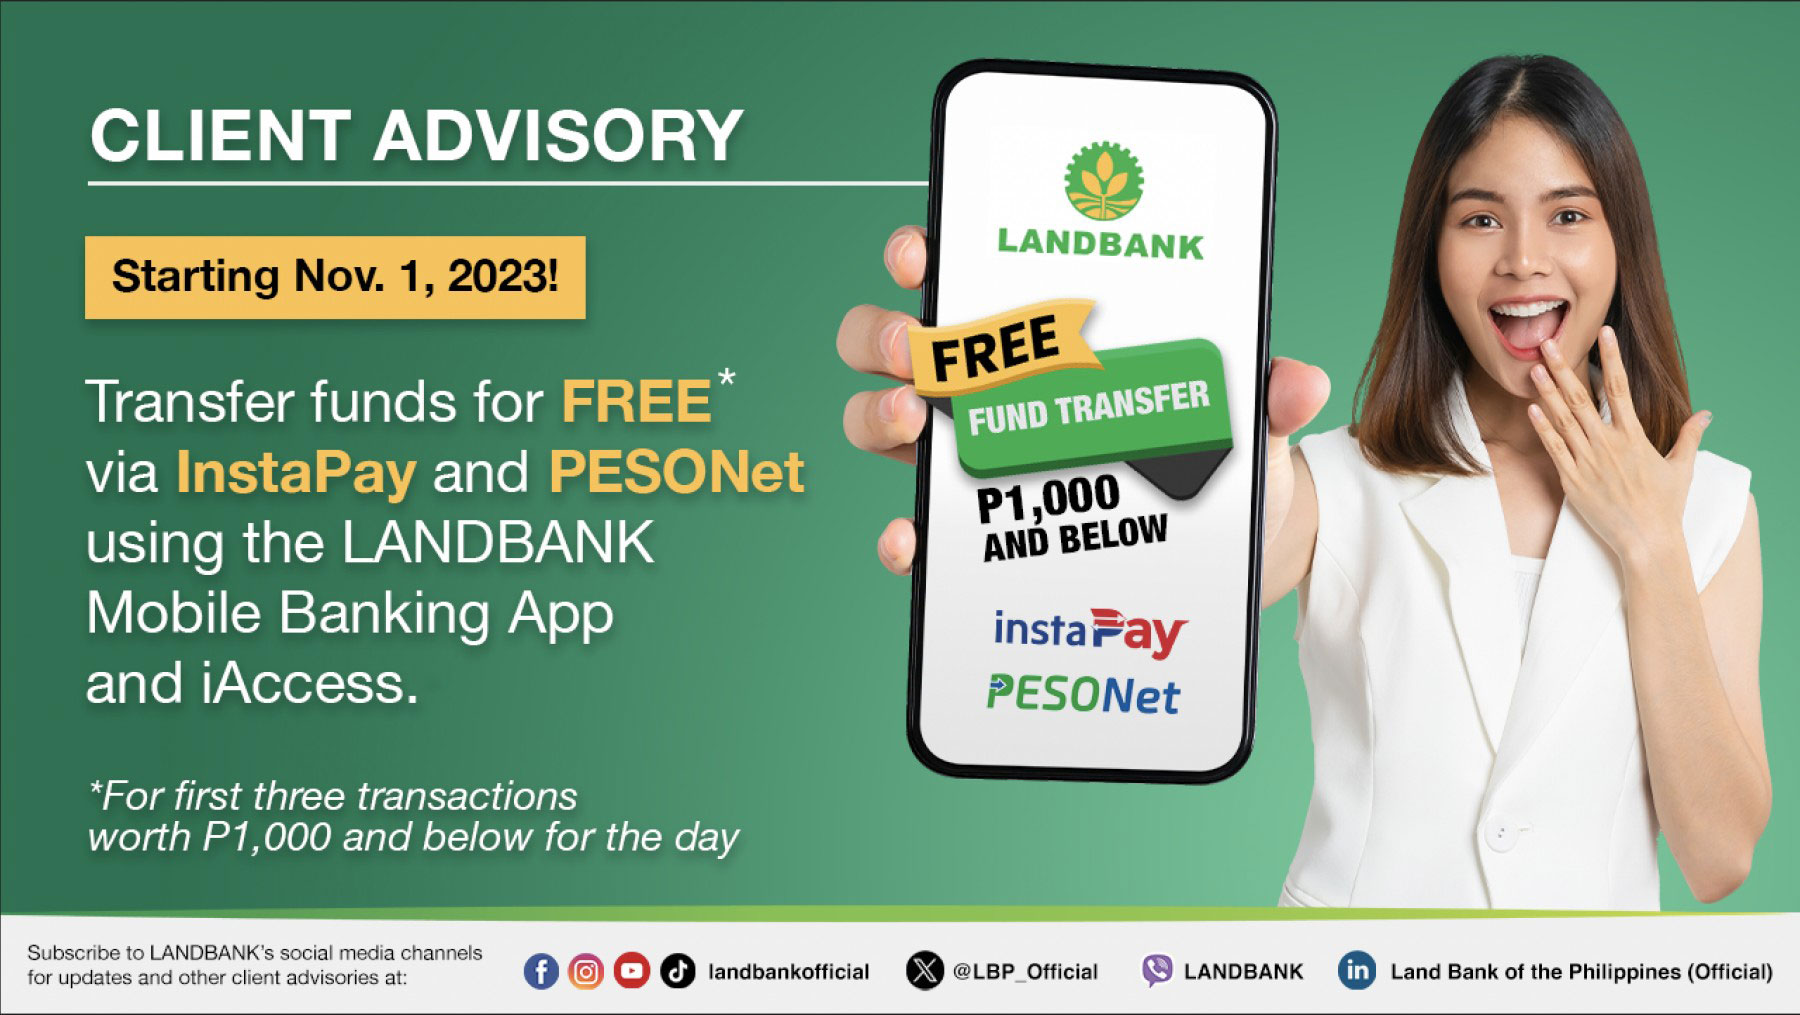 CLIENT ADVISORY
Starting Nov. 1, 2023!
Transfer funds for FREE*
via InstaPay and PESONet
using the LANDBANK
Mobile Banking App
and iAccess.
*For first three transactions
worth P1,000 and below for the day
LANDBANK
FREE
FUND TRANSFER
P1,000
AND BELOW
instaPay
PESONet
Subscribe to LANDBANK's social media channels
for updates and other client advisories at:
landbankofficial
@LBP_Official
LANDBANK
Land Bank of the Philippines (Official)